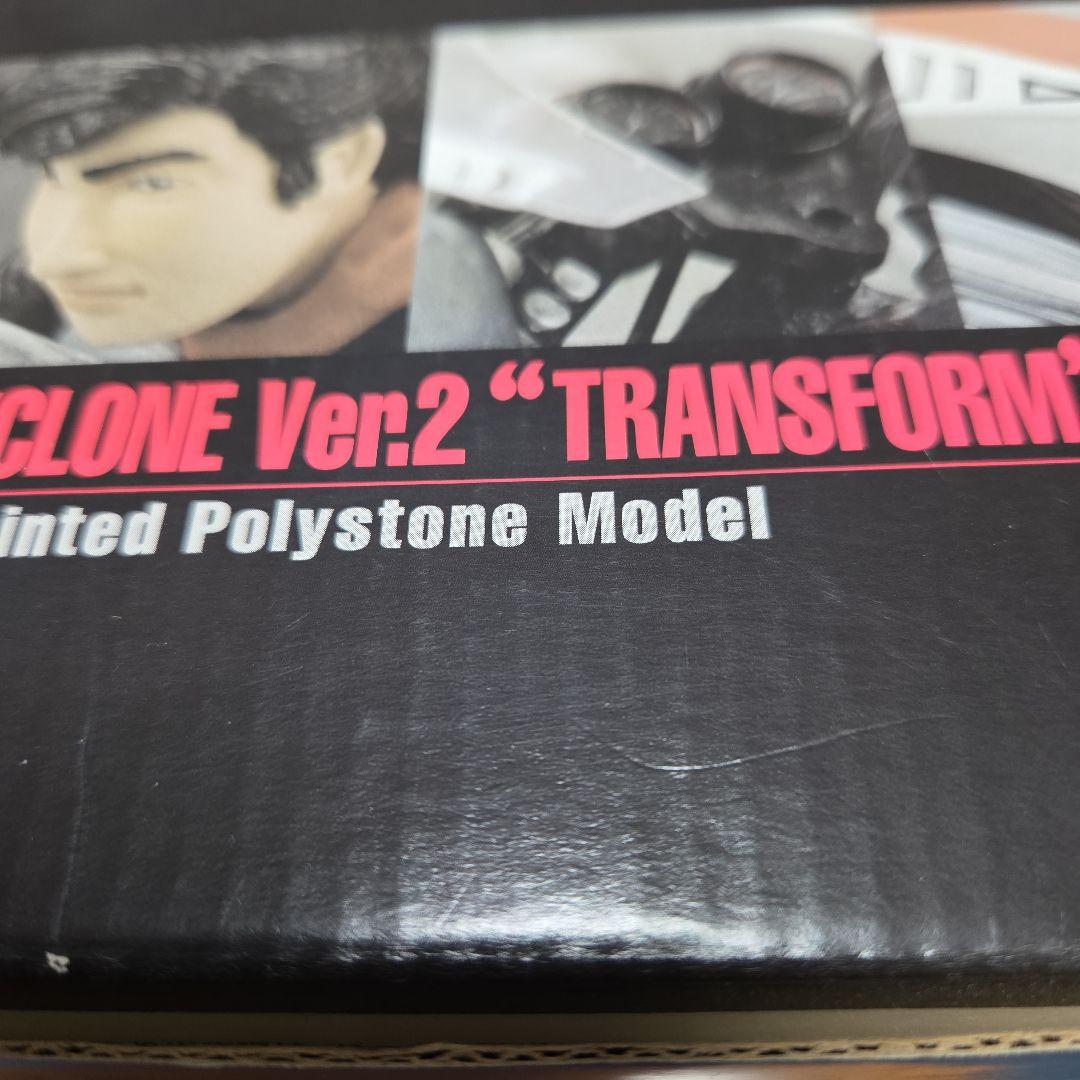 CLONE Ver.2 “TRANSFORM”
inted Polystone Model